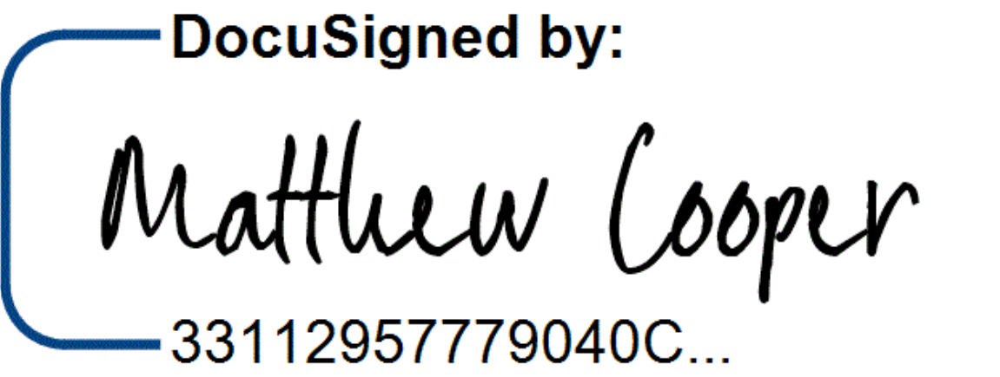 DocuSigned by:
Matthew Cooper
33112957779040C...